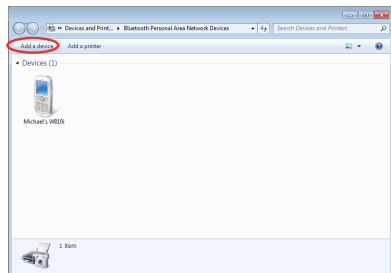 « Devices and Print... ▸ Bluetooth Personal Area Network Devices
Search Devices and Printers
Add a device Add a printer
Devices (1)
Michael's W810i
1 item